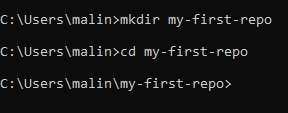 C:\Users\malin>mkdir my-first-repo
C:\Users\malin>cd my-first-repo
C:\Users\malin\my-first-repo>